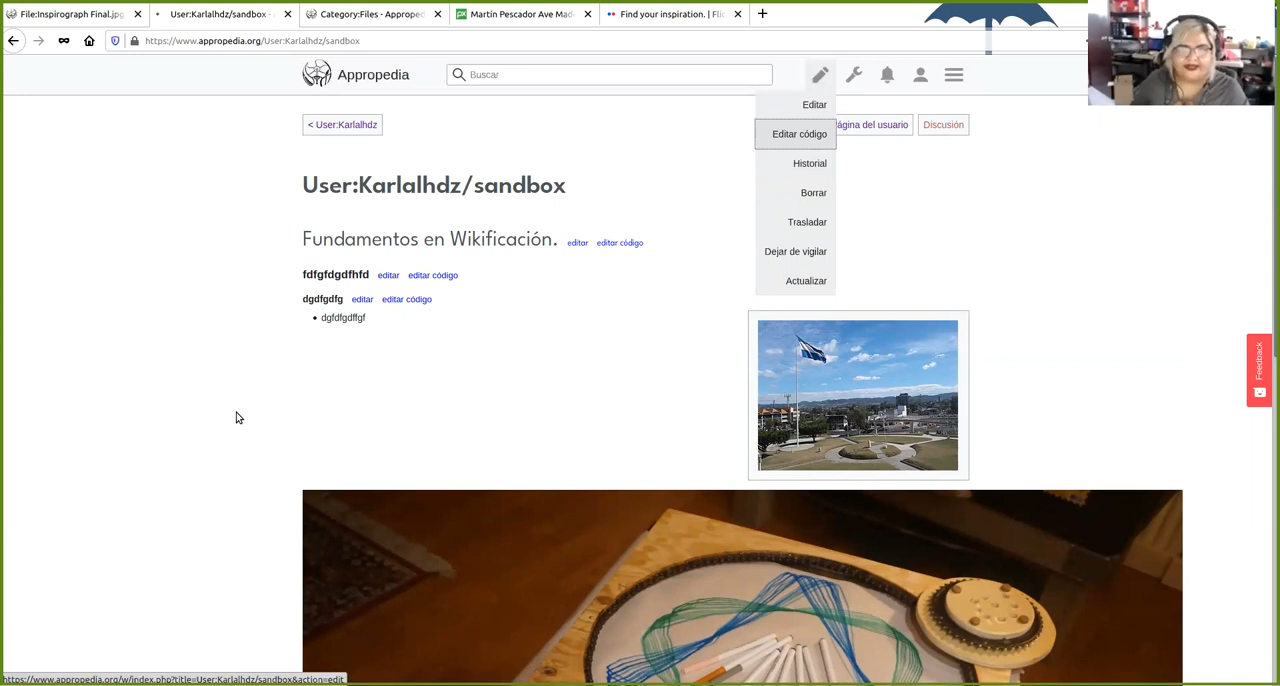 File:Inspirograph Final.jpg
User:Karlalhdz/sandbox -
Category:Files - Approped
Martín Pescador Ave Mad
Find your inspiration. | Flic
https://www.appropedia.org/User:Karlalhdz/sandbox
Appropedia
Buscar
Editar
< User:Karlalhdz
Editar código
ágina del usuario
Discusión
Historial
User:Karlalhdz/sandbox
Borrar
Trasladar
Fundamentos en Wikificación. editar editar código
Dejar de vigilar
fdfgfdgdfhfd editar editar código
Actualizar
dgdfgdfg editar editar código
dgfdfgdffgf
Feedback
https://www.appropedia.org/w/index.php?title=User:Karlalhdz/sandbox&action=edit